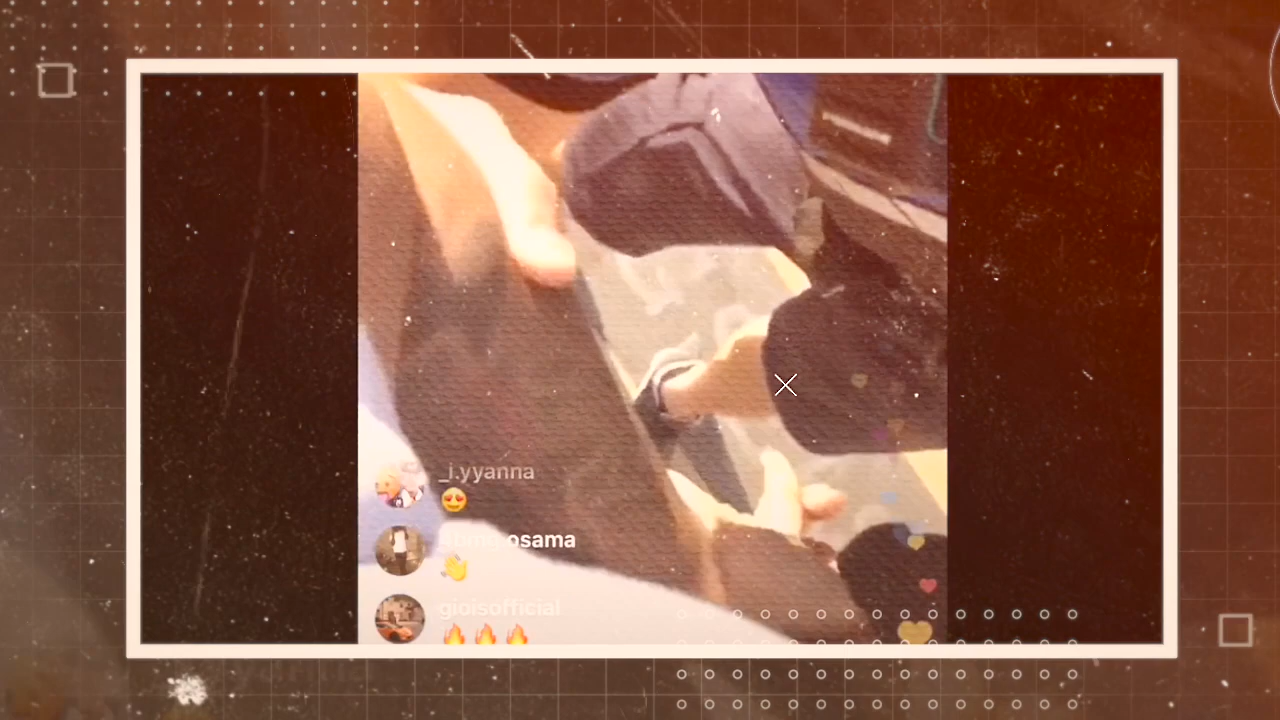 _i.yyanna
😍
osama
👋
gioisofficial
🔥🔥🔥